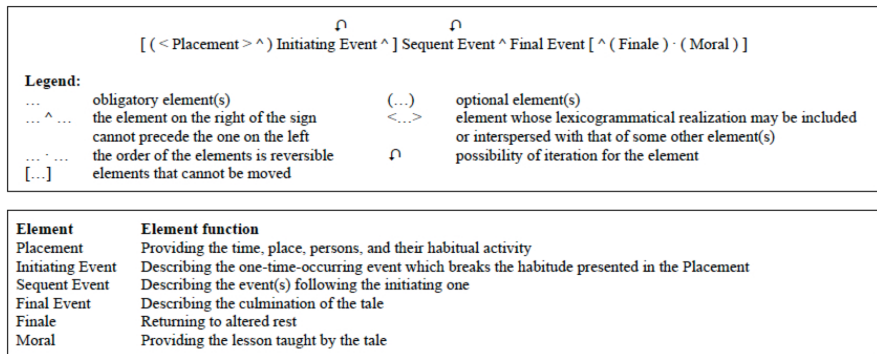 [ ( < Placement > ^ ) Initiating Event ^ ] Sequent Event ^ Final Event [ ^ ( Finale ) · ( Moral ) ]
Legend:
… obligatory element(s) (…) optional element(s)
… ^ … the element on the right of the sign <…> element whose lexicogrammatical realization may be included
cannot precede the one on the left or interspersed with that of some other element(s)
… · … the order of the elements is reversible ↶ possibility of iteration for the element
[…] elements that cannot be moved
Element Element function
Placement Providing the time, place, persons, and their habitual activity
Initiating Event Describing the one-time-occurring event which breaks the habitude presented in the Placement
Sequent Event Describing the event(s) following the initiating one
Final Event Describing the culmination of the tale
Finale Returning to altered rest
Moral Providing the lesson taught by the tale